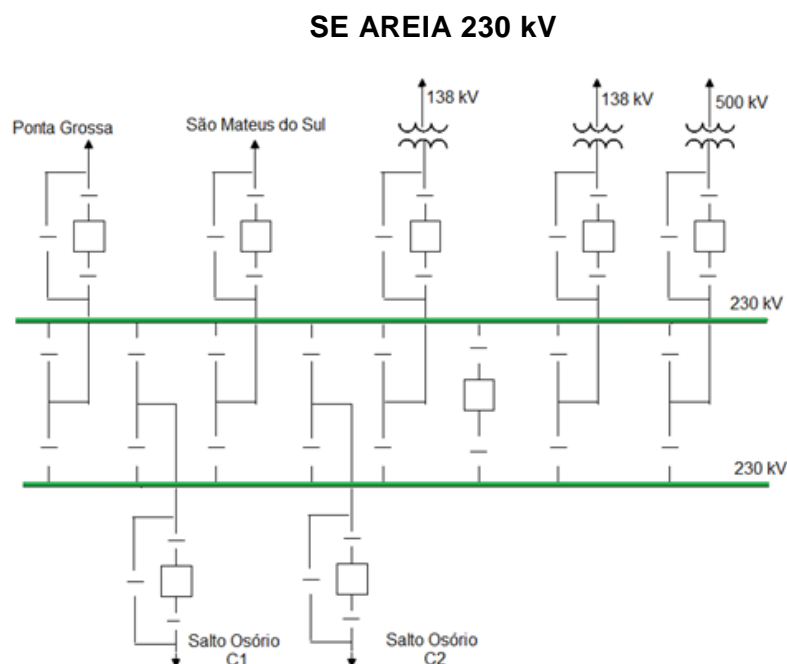 SE AREIA 230 kV
138 kV
138 kV
500 kV
Ponta Grossa
São Mateus do Sul
230 kV
230 kV
Salto Osório
C1
Salto Osório
C2